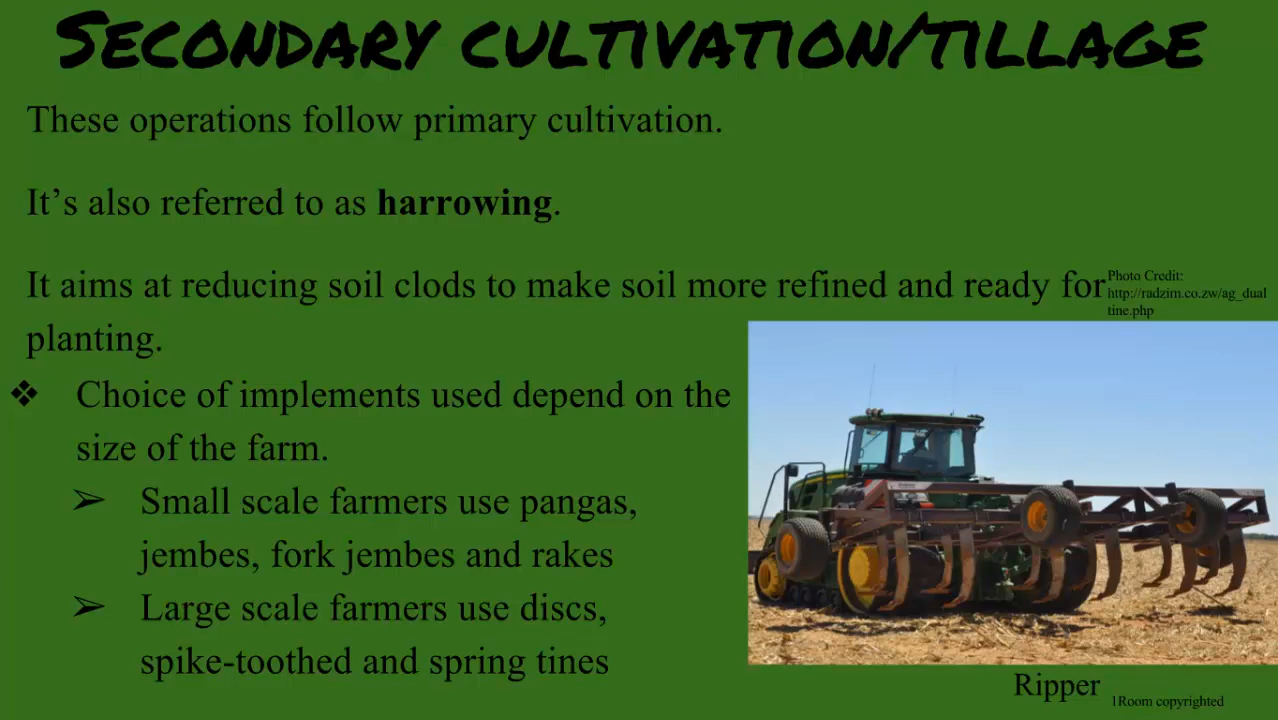 SECONDARY CULTIVATION/TILLAGE
These operations follow primary cultivation.
It's also referred to as harrowing.
It aims at reducing soil clods to make soil more refined and ready for
planting.
Photo Credit:
http://radzim.co.zw/ag_dual
tine.php
❖ Choice of implements used depend on the
size of the farm.
➢ Small scale farmers use pangas,
jembes, fork jembes and rakes
➢ Large scale farmers use discs,
spike-toothed and spring tines
Ripper
1Room copyrighted